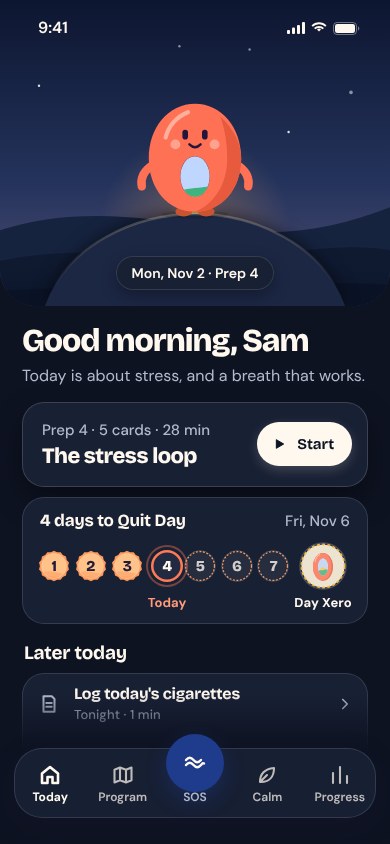 9:41
Mon, Nov 2 · Prep 4
Good morning, Sam
Today is about stress, and a breath that works.
Prep 4 · 5 cards · 28 min
The stress loop
Start
4 days to Quit Day
Fri, Nov 6
1 2 3 4 5 6 7
Today
Day Xero
Later today
Log today's cigarettes
Tonight · 1 min
Today
Program
SOS
Calm
Progress